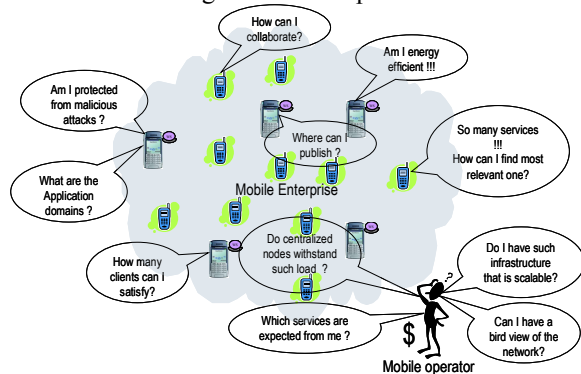 How can I
collaborate?
Am I energy
efficient !!!
Am I protected
from malicious
attacks ?
Where can I
publish ?
So many services
!!!
How can I find most
relevant one?
What are the
Application
domains ?
Mobile Enterprise
Do centralized
nodes withstand
such load ?
How many
clients can I
satisfy?
Do I have such
infrastructure
that is scalable?
Which services are
expected from me ?
Can I have a
bird view of the
network?
$
Mobile operator